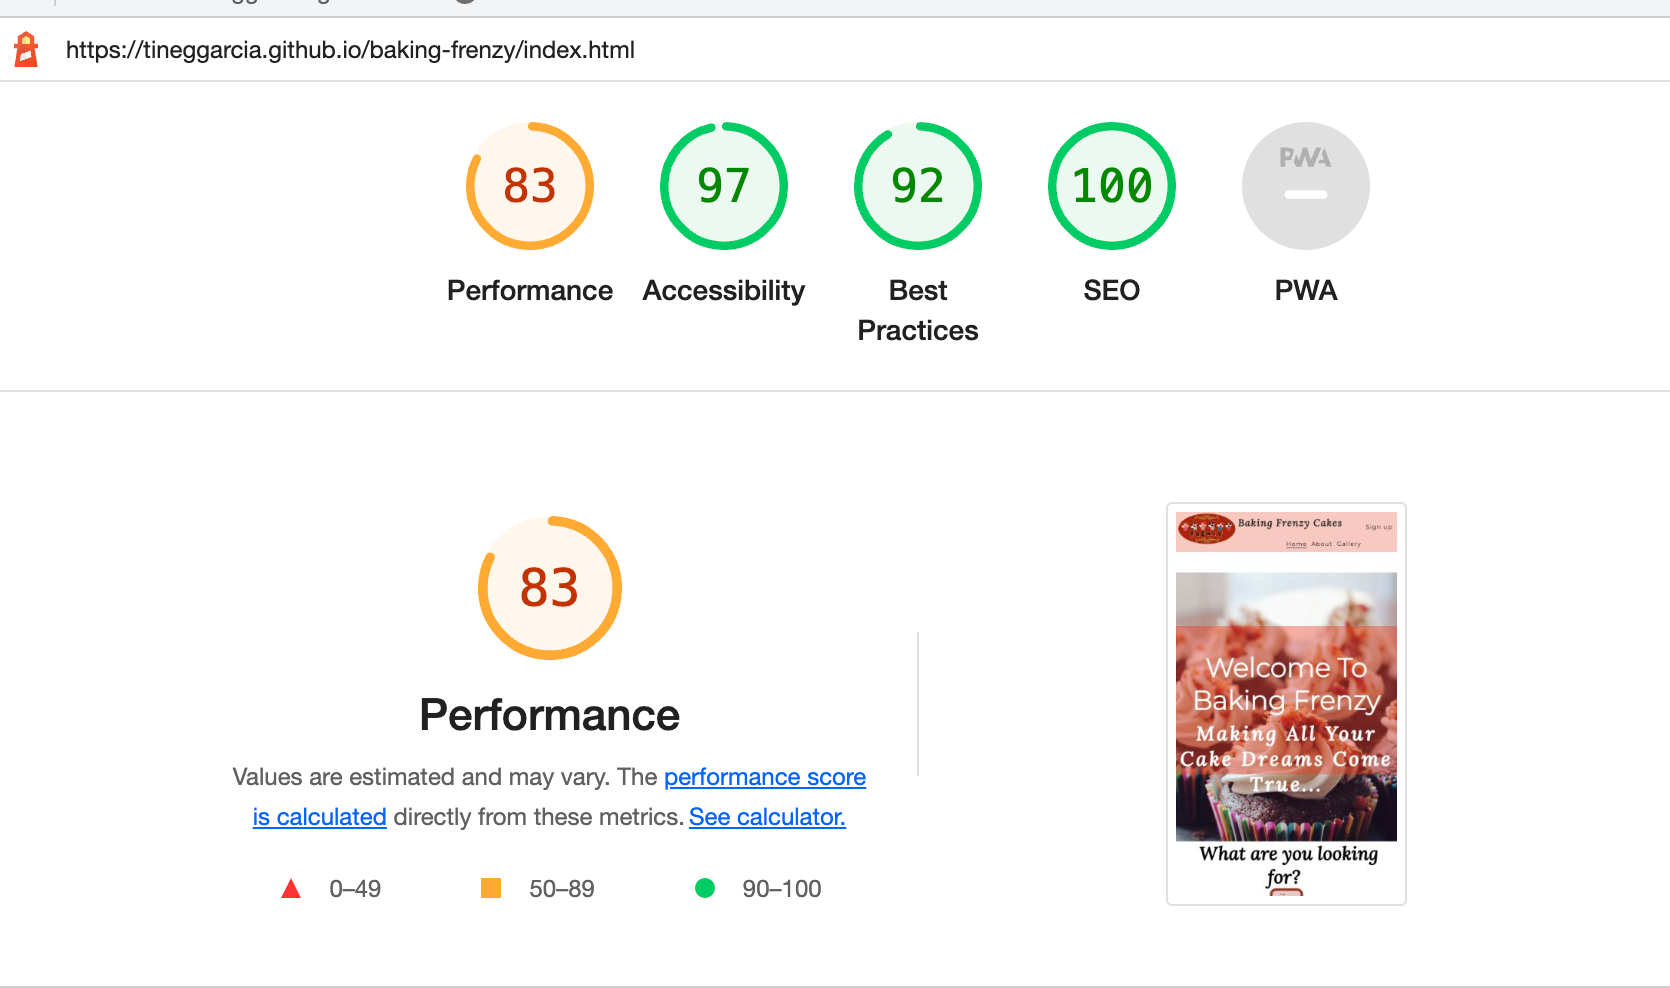 https://tineggarcia.github.io/baking-frenzy/index.html
83
97
92
100
PWA
Performance
Accessibility
Best
Practices
SEO
PWA
83
Performance
Values are estimated and may vary. The performance score
is calculated directly from these metrics. See calculator.
0–49
50–89
90–100
Baking Frenzy Cakes
Sign up
Home About Gallery
Welcome To
Baking Frenzy
Making All Your
Cake Dreams Come
True...
What are you looking
for?